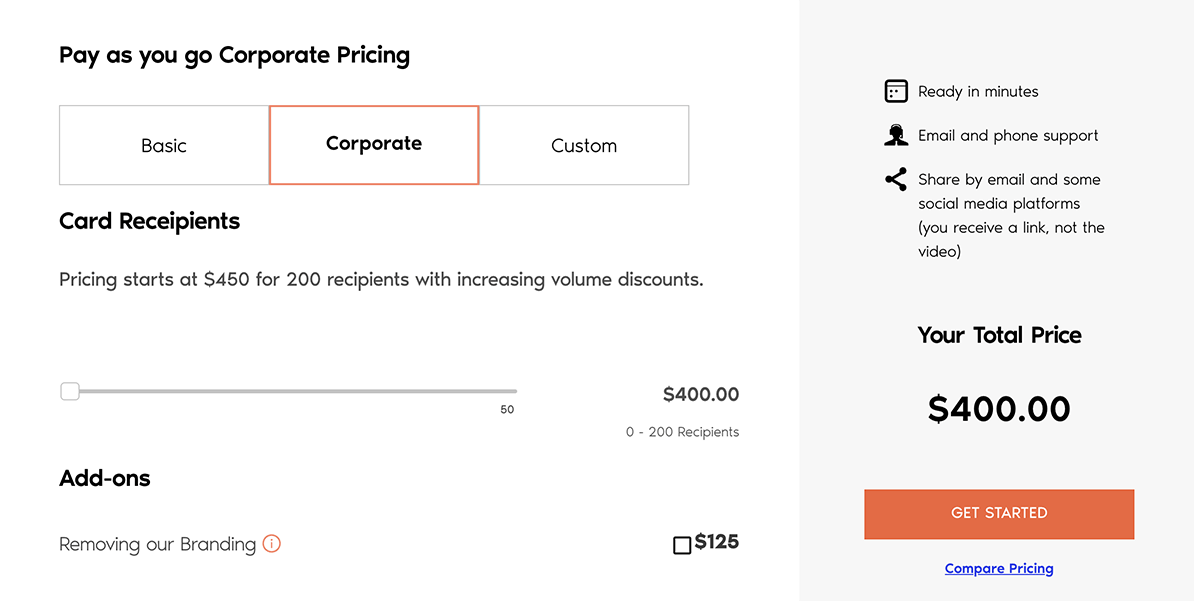 Pay as you go Corporate Pricing
Basic
Corporate
Custom
Card Receipients
Pricing starts at $450 for 200 recipients with increasing volume discounts.
50
$400.00
0 - 200 Recipients
Add-ons
Removing our Branding
$125
Ready in minutes
Email and phone support
Share by email and some
social media platforms
(you receive a link, not the
video)
Your Total Price
$400.00
GET STARTED
Compare Pricing